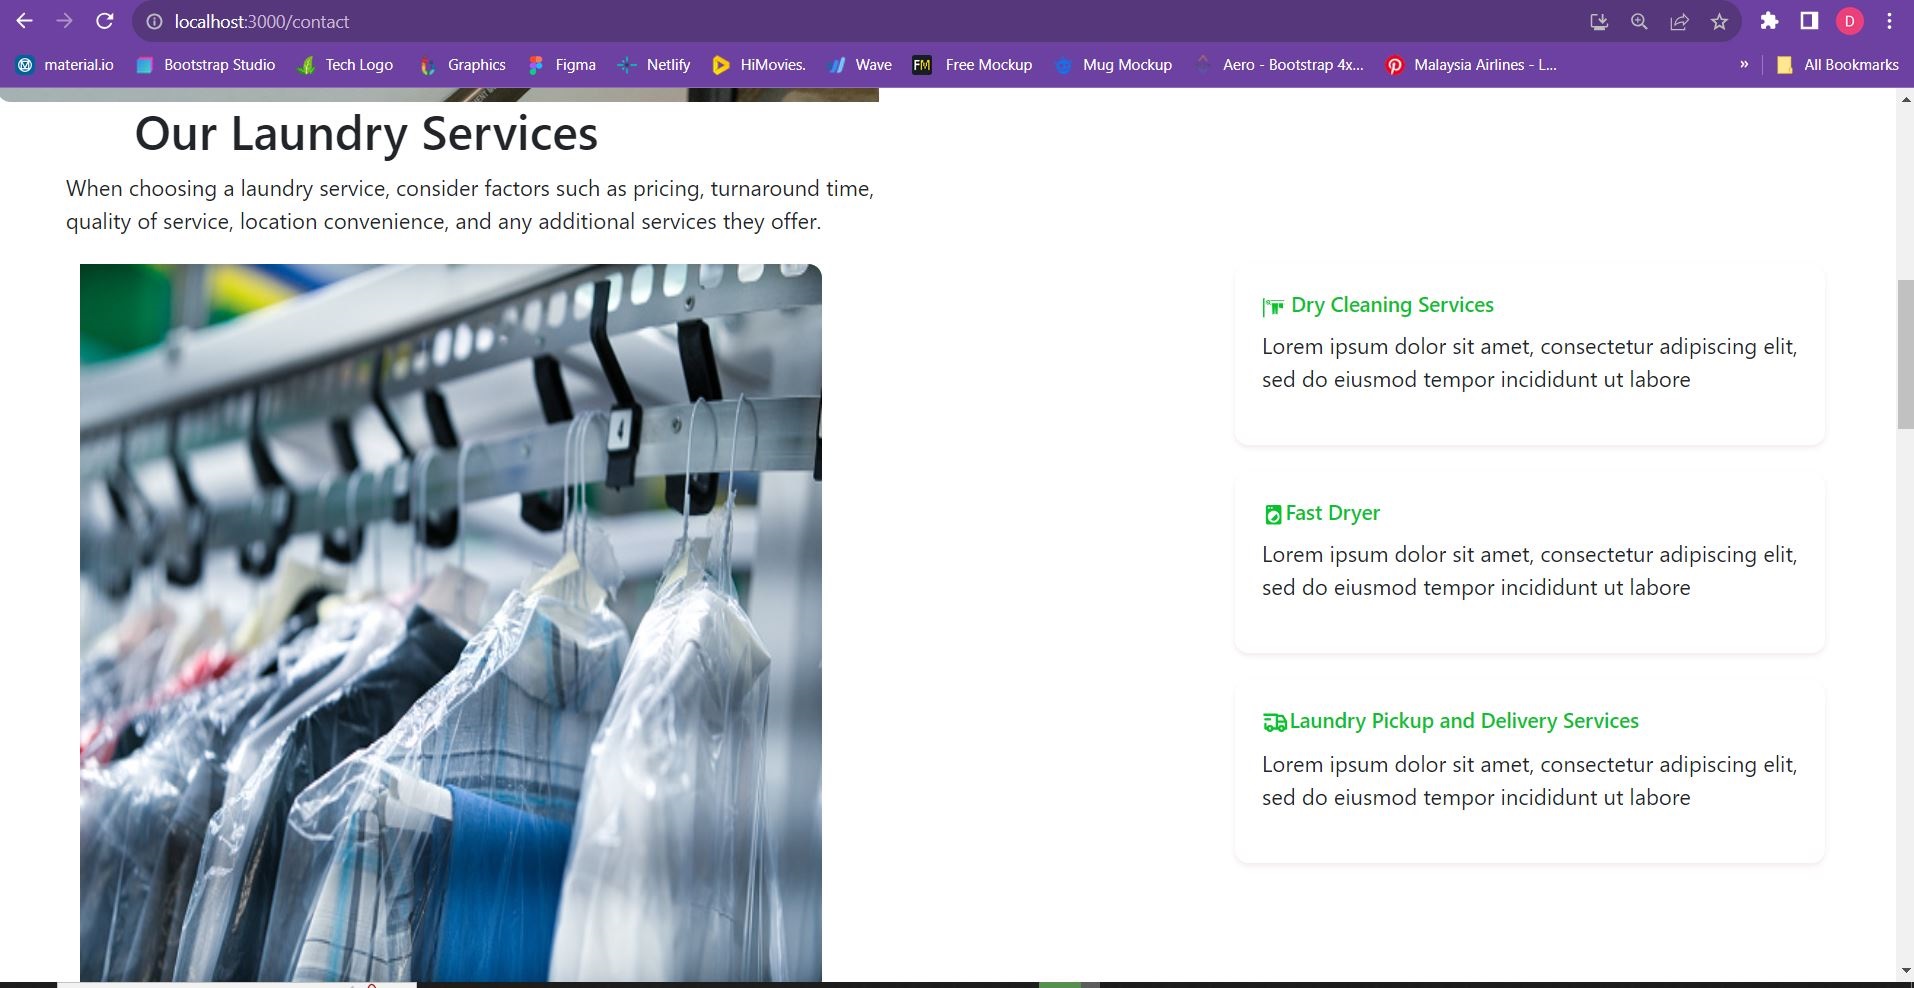 localhost:3000/contact
D
material.io
Bootstrap Studio
Tech Logo
Graphics
Figma
Netlify
HiMovies.
Wave
FM
Free Mockup
Mug Mockup
Aero - Bootstrap 4x...
Malaysia Airlines - L...
»
All Bookmarks
Our Laundry Services
When choosing a laundry service, consider factors such as pricing, turnaround time,
quality of service, location convenience, and any additional services they offer.
Dry Cleaning Services
Lorem ipsum dolor sit amet, consectetur adipiscing elit,
sed do eiusmod tempor incididunt ut labore
Fast Dryer
Lorem ipsum dolor sit amet, consectetur adipiscing elit,
sed do eiusmod tempor incididunt ut labore
Laundry Pickup and Delivery Services
Lorem ipsum dolor sit amet, consectetur adipiscing elit,
sed do eiusmod tempor incididunt ut labore